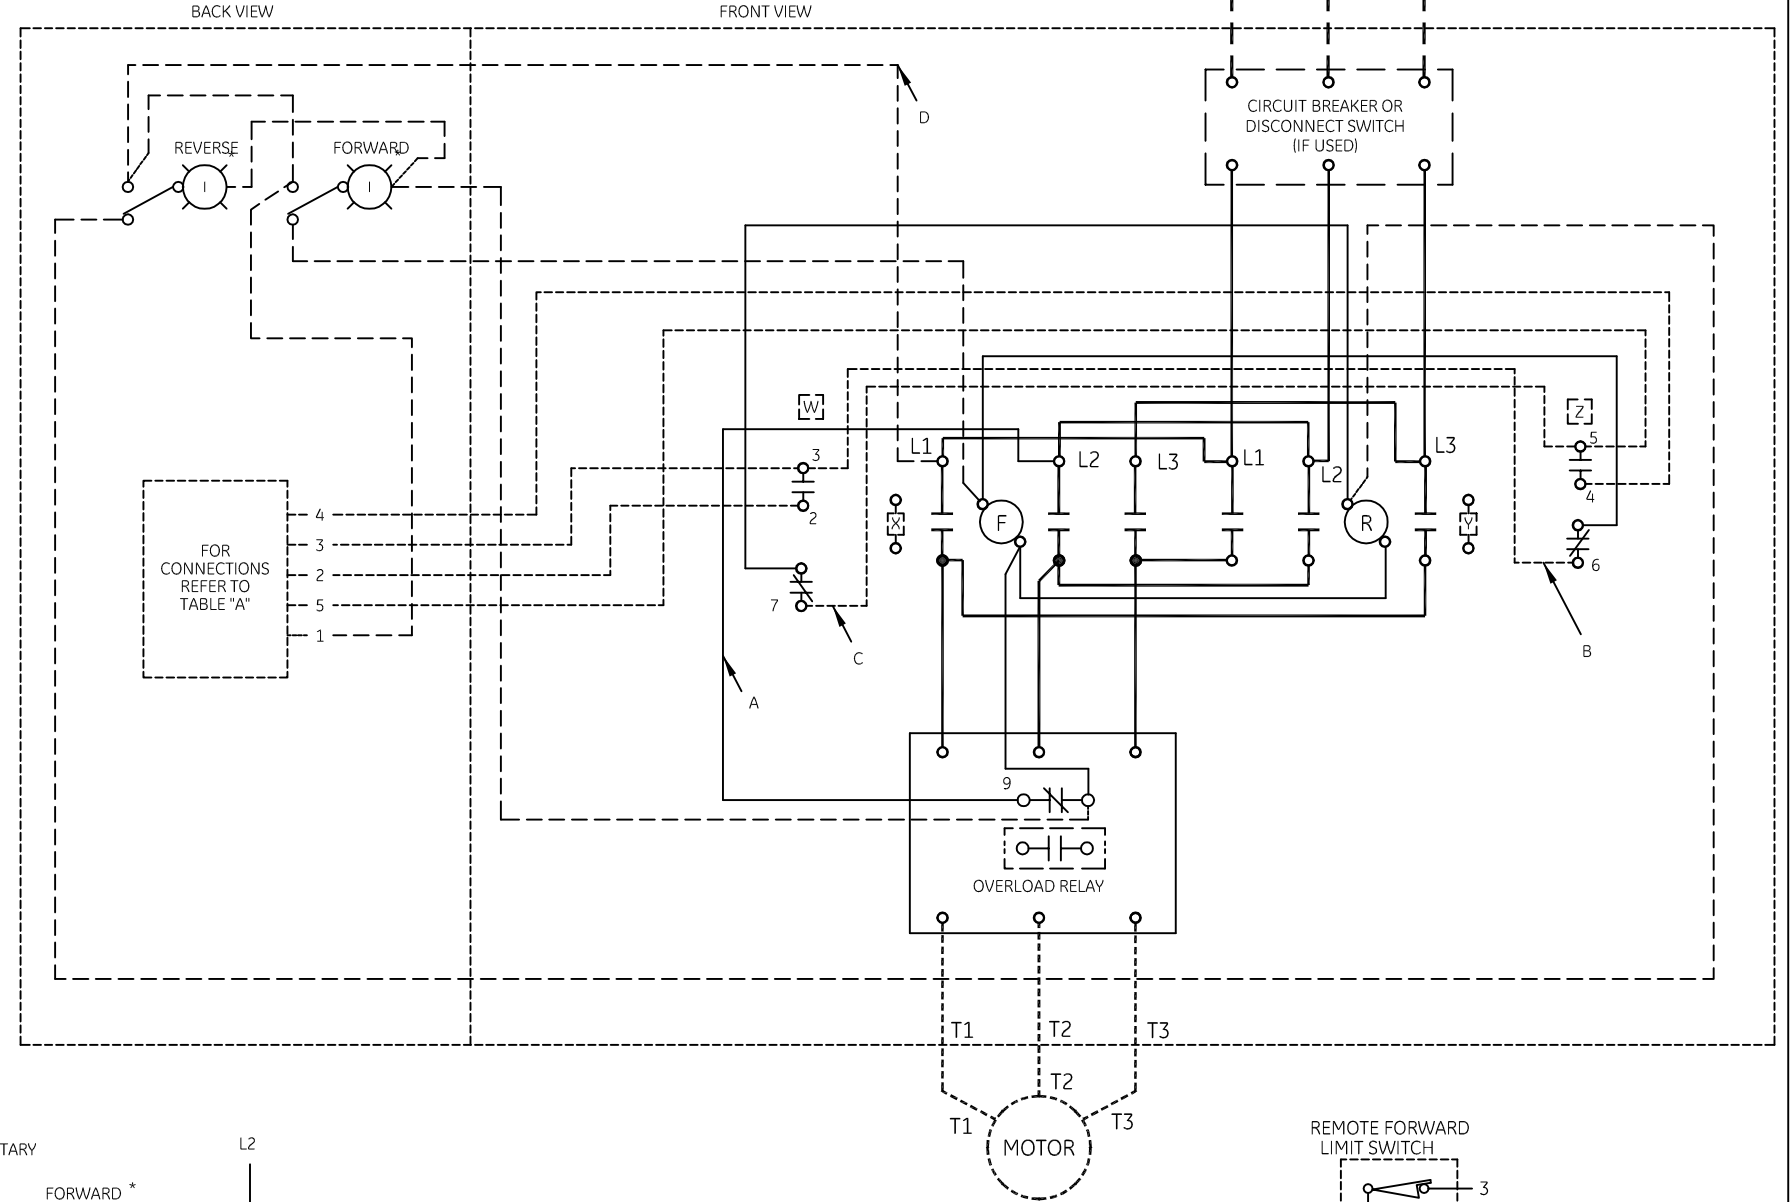 BACK VIEW
FRONT VIEW
D
CIRCUIT BREAKER OR
DISCONNECT SWITCH
(IF USED)
REVERSE
*
FORWARD
*
I
I
W
Z
3
5
L1
L2
L3
L1
L2
L3
2
4
X
F
R
Y
4
3
2
5
1
FOR
CONNECTIONS
REFER TO
TABLE "A"
7
6
C
B
A
9
OVERLOAD RELAY
T1
T2
T3
T2
T1
T3
MOTOR
TARY
L2
FORWARD *
REMOTE FORWARD
LIMIT SWITCH
3